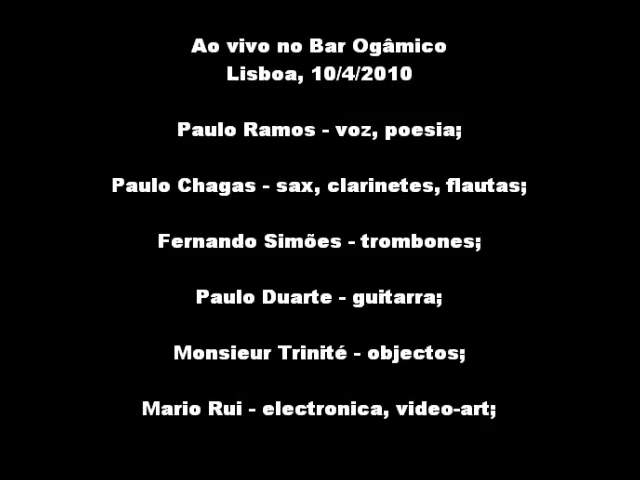 Ao vivo no Bar Ogâmico
Lisboa, 10/4/2010
Paulo Ramos - voz, poesia;
Paulo Chagas - sax, clarinetes, flautas;
Fernando Simões - trombones;
Paulo Duarte - guitarra;
Monsieur Trinité - objectos;
Mario Rui - electronica, video-art;